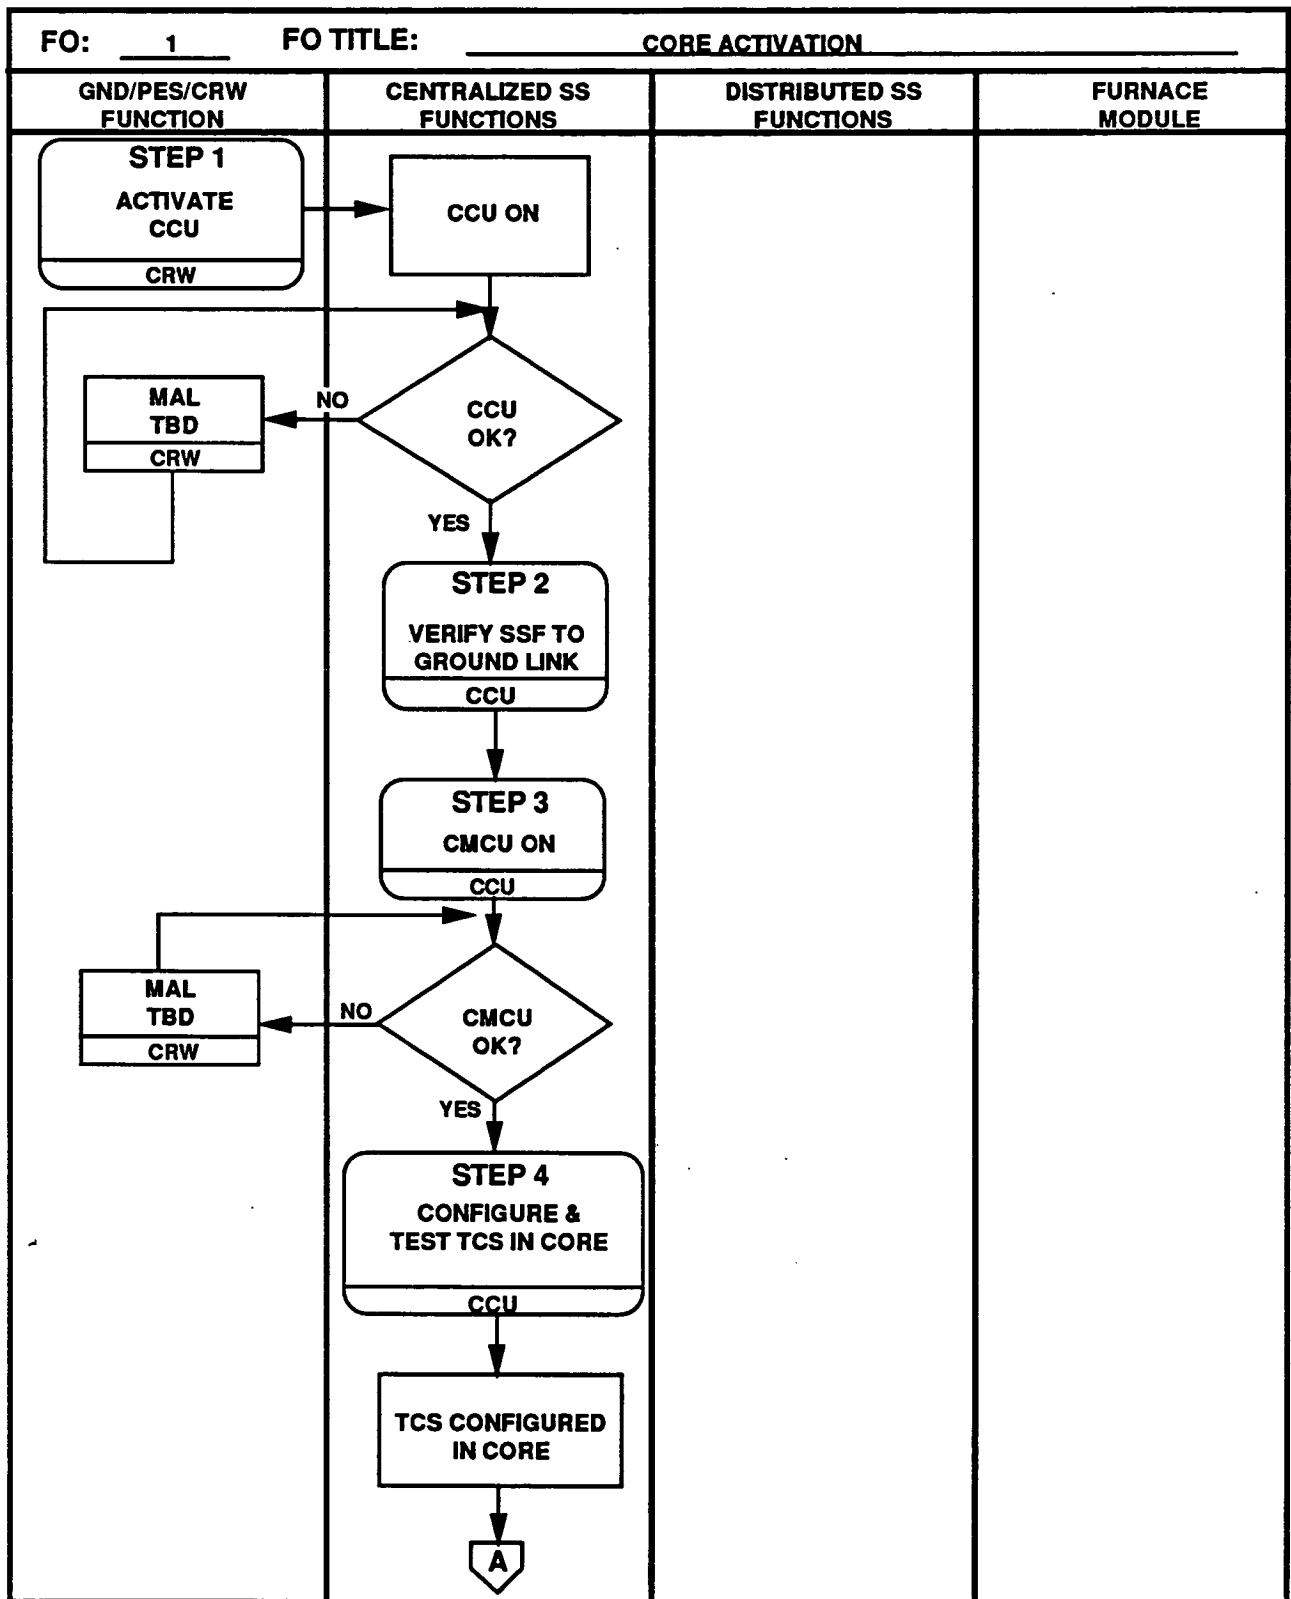 FO: 1 FO TITLE: CORE ACTIVATION
GND/PES/CRW
FUNCTION
CENTRALIZED SS
FUNCTIONS
DISTRIBUTED SS
FUNCTIONS
FURNACE
MODULE
STEP 1
ACTIVATE
CCU
CRW
CCU ON
CCU
OK?
NO
MAL
TBD
CRW
YES
STEP 2
VERIFY SSF TO
GROUND LINK
CCU
STEP 3
CMCU ON
CCU
CMCU
OK?
NO
MAL
TBD
CRW
YES
STEP 4
CONFIGURE &
TEST TCS IN CORE
CCU
TCS CONFIGURED
IN CORE
A